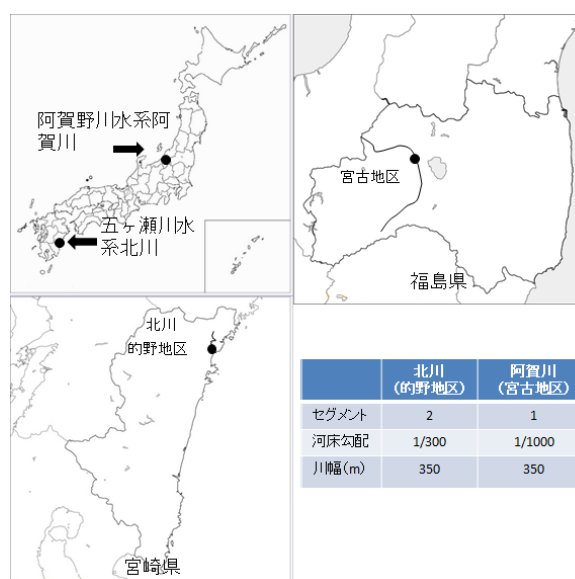 阿賀野川水系阿
賀川
五ヶ瀬川水
系北川
宮古地区
福島県
北川
的野地区
宮崎県
北川
(的野地区)
阿賀川
(宮古地区)
セグメント 2 1
河床勾配 1/300 1/1000
川幅(m) 350 350